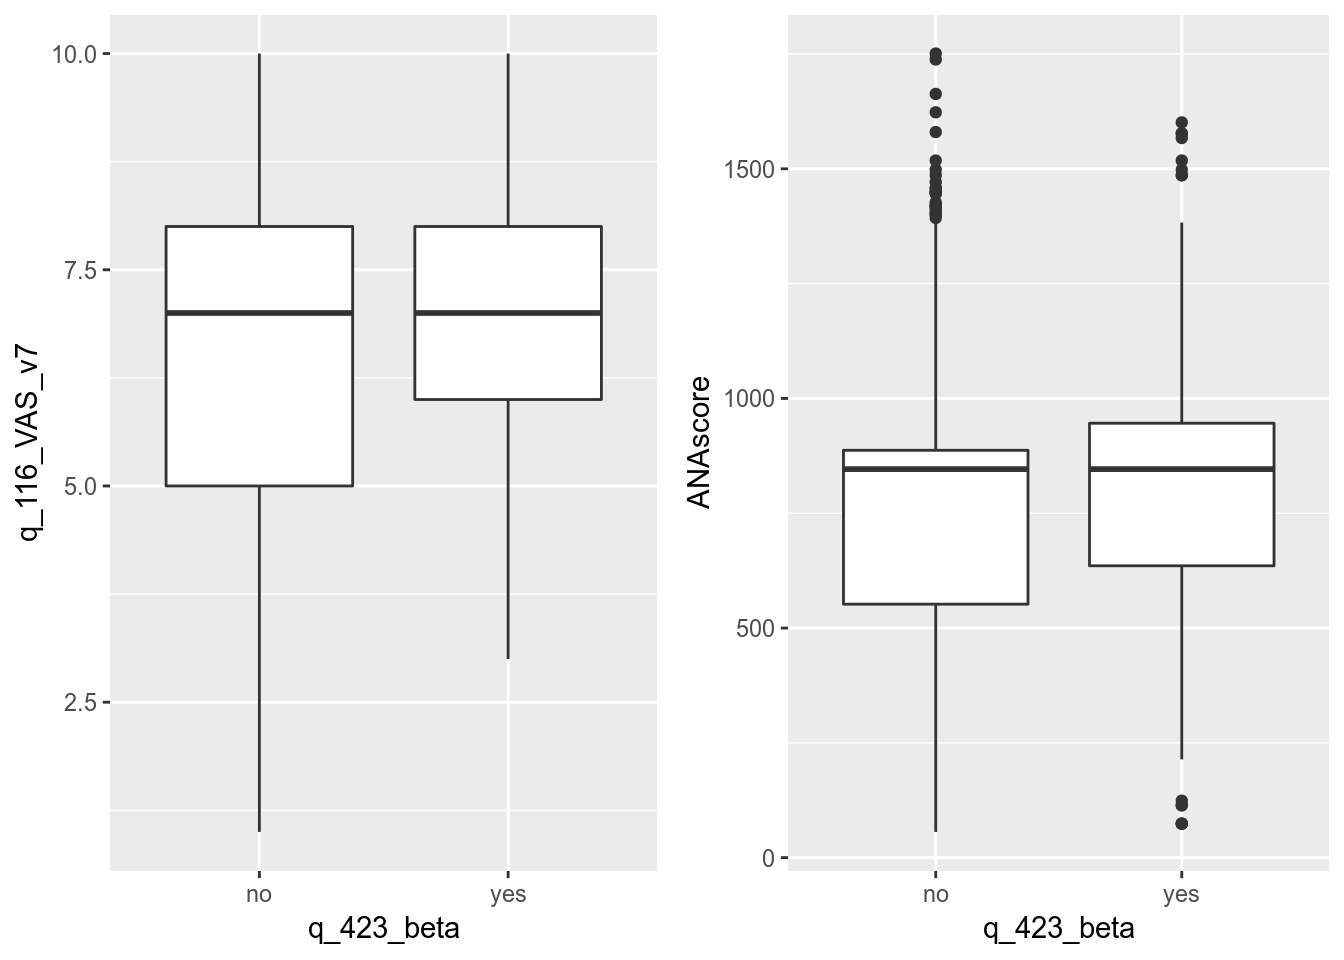 q_116_VAS_v7
10.0
7.5
5.0
2.5
no yes
q_423_beta
ANAscore
1500
1000
500
0
no yes
q_423_beta